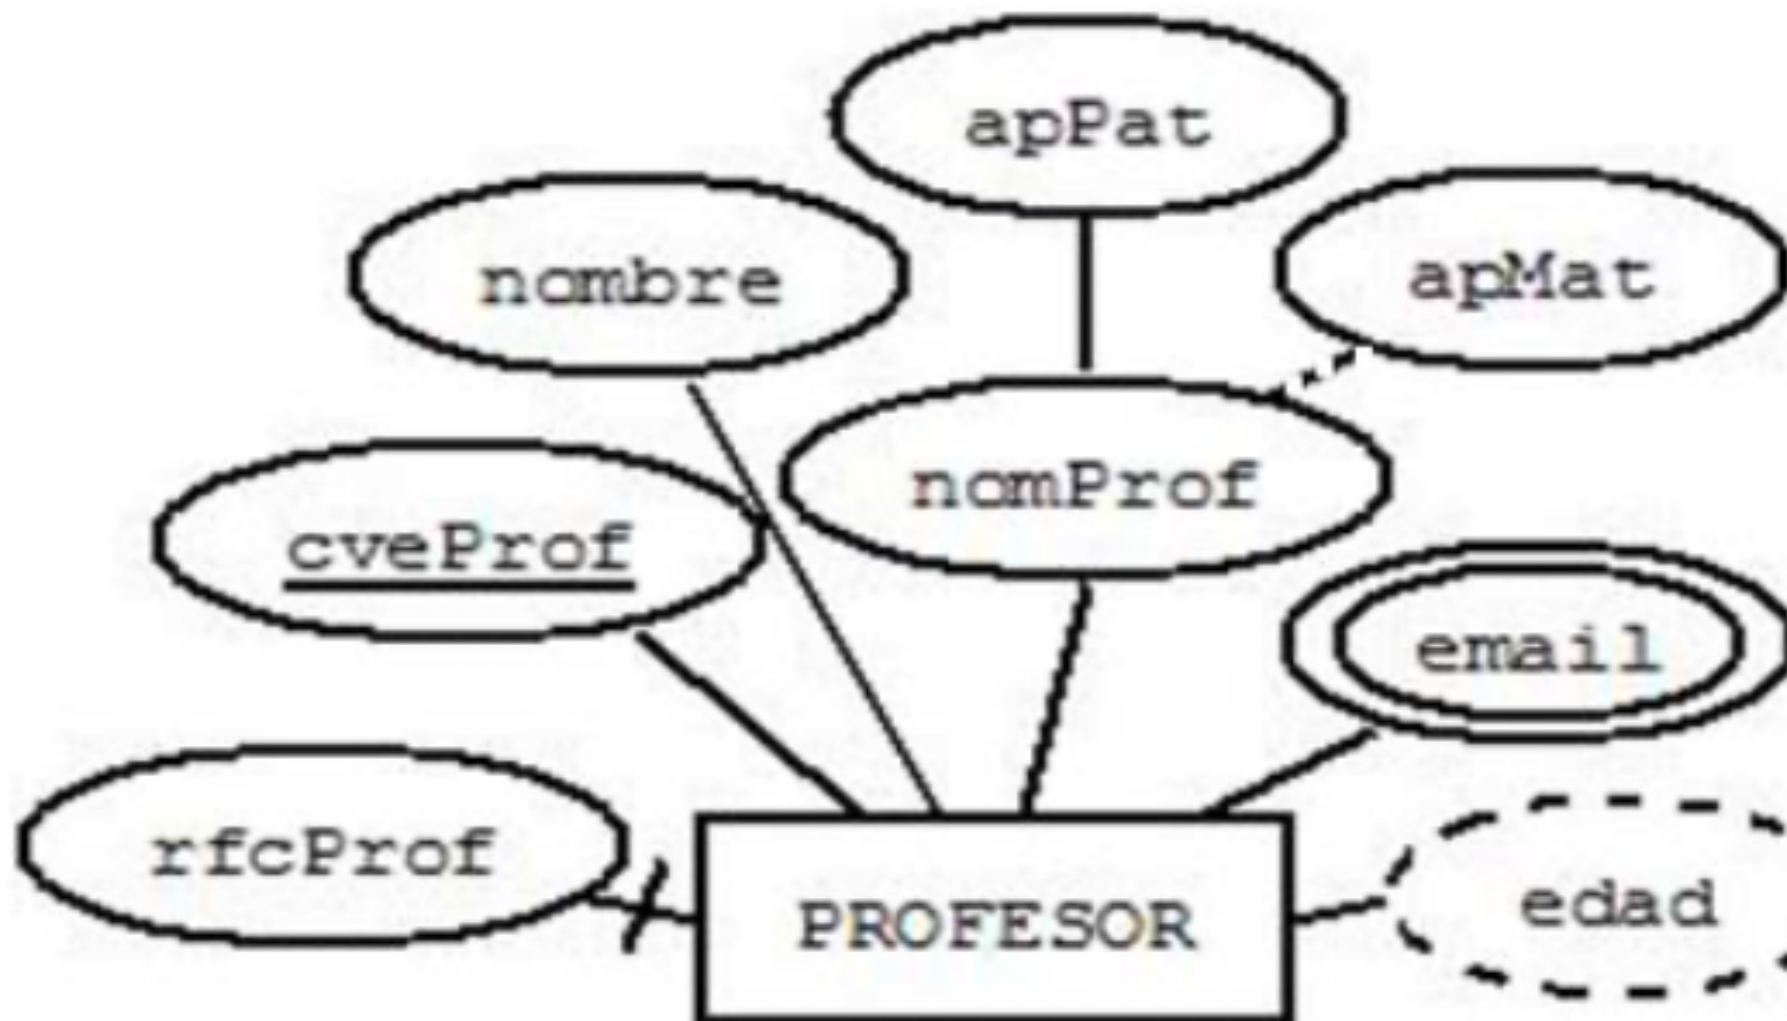 apPat
nombre
apMat
nomProf
cveProf
email
rfcProf
PROFESOR
edad